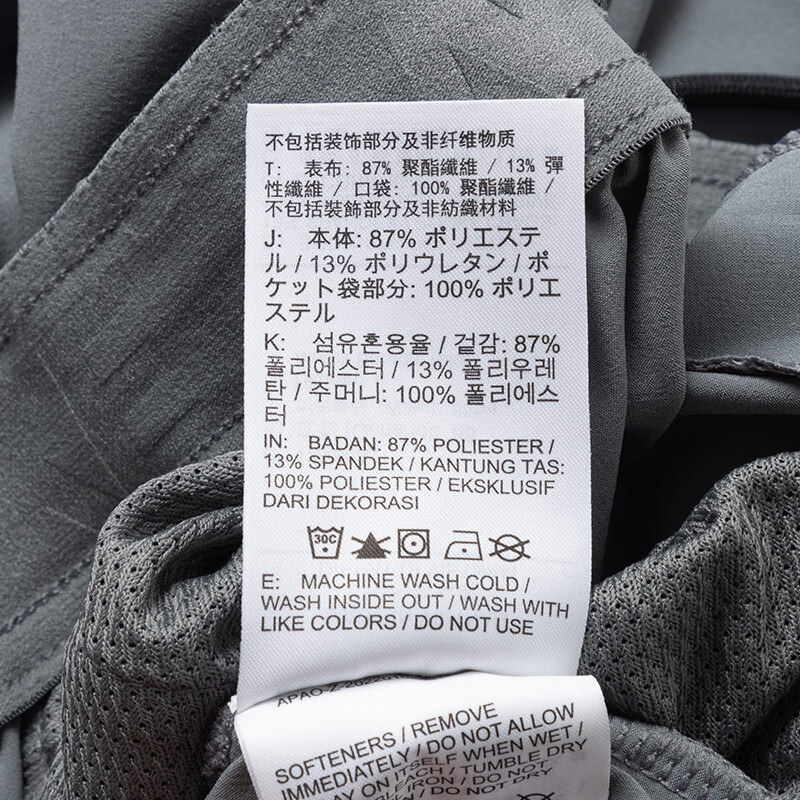 不包括装饰部分及非纤维物质
T: 表布: 87% 聚酯纖維 / 13% 彈
性纖維 / 口袋: 100% 聚酯纖維 /
不包括裝飾部分及非紡織材料
J: 本体: 87% ポリエステ
ル / 13% ポリウレタン / ポ
ケット袋部分: 100% ポリエ
ステル
K: 섬유혼용율 / 겉감: 87%
폴리에스터 / 13% 폴리우레
탄 / 주머니: 100% 폴리에스
터
IN: BADAN: 87% POLIESTER /
13% SPANDEK / KANTUNG TAS:
100% POLIESTER / EKSKLUSIF
DARI DEKORASI
30C
E: MACHINE WASH COLD /
WASH INSIDE OUT / WASH WITH
LIKE COLORS / DO NOT USE
SOFTENERS / REMOVE
IMMEDIATELY / DO NOT ALLOW
ITSELF WHEN WET /
BLEACH / TUMBLE DRY
IRON / DO NOT